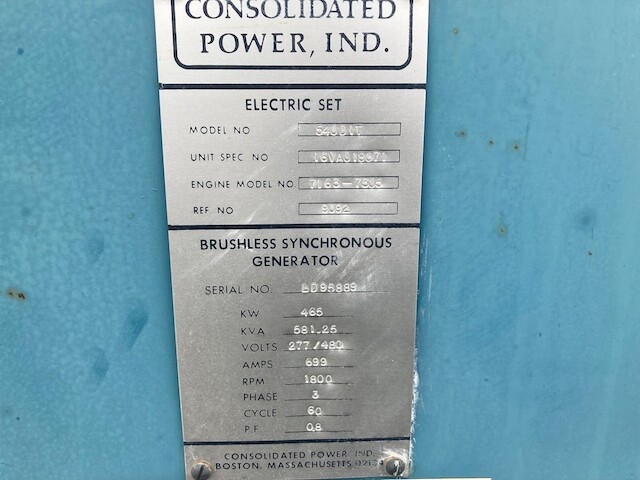 CONSOLIDATED
POWER, IND.
ELECTRIC SET
MODEL NO
UNIT SPEC NO
ENGINE MODEL NO 7163-7305
REF. NO
BRUSHLESS SYNCHRONOUS
GENERATOR
SERIAL NO.
KW 465
KVA 581.25
VOLTS 277/480
AMPS 699
RPM 1800
PHASE 3
CYCLE 60
P.F. 0.8
CONSOLIDATED POWER, IND.
BOSTON, MASSACHUSETTS